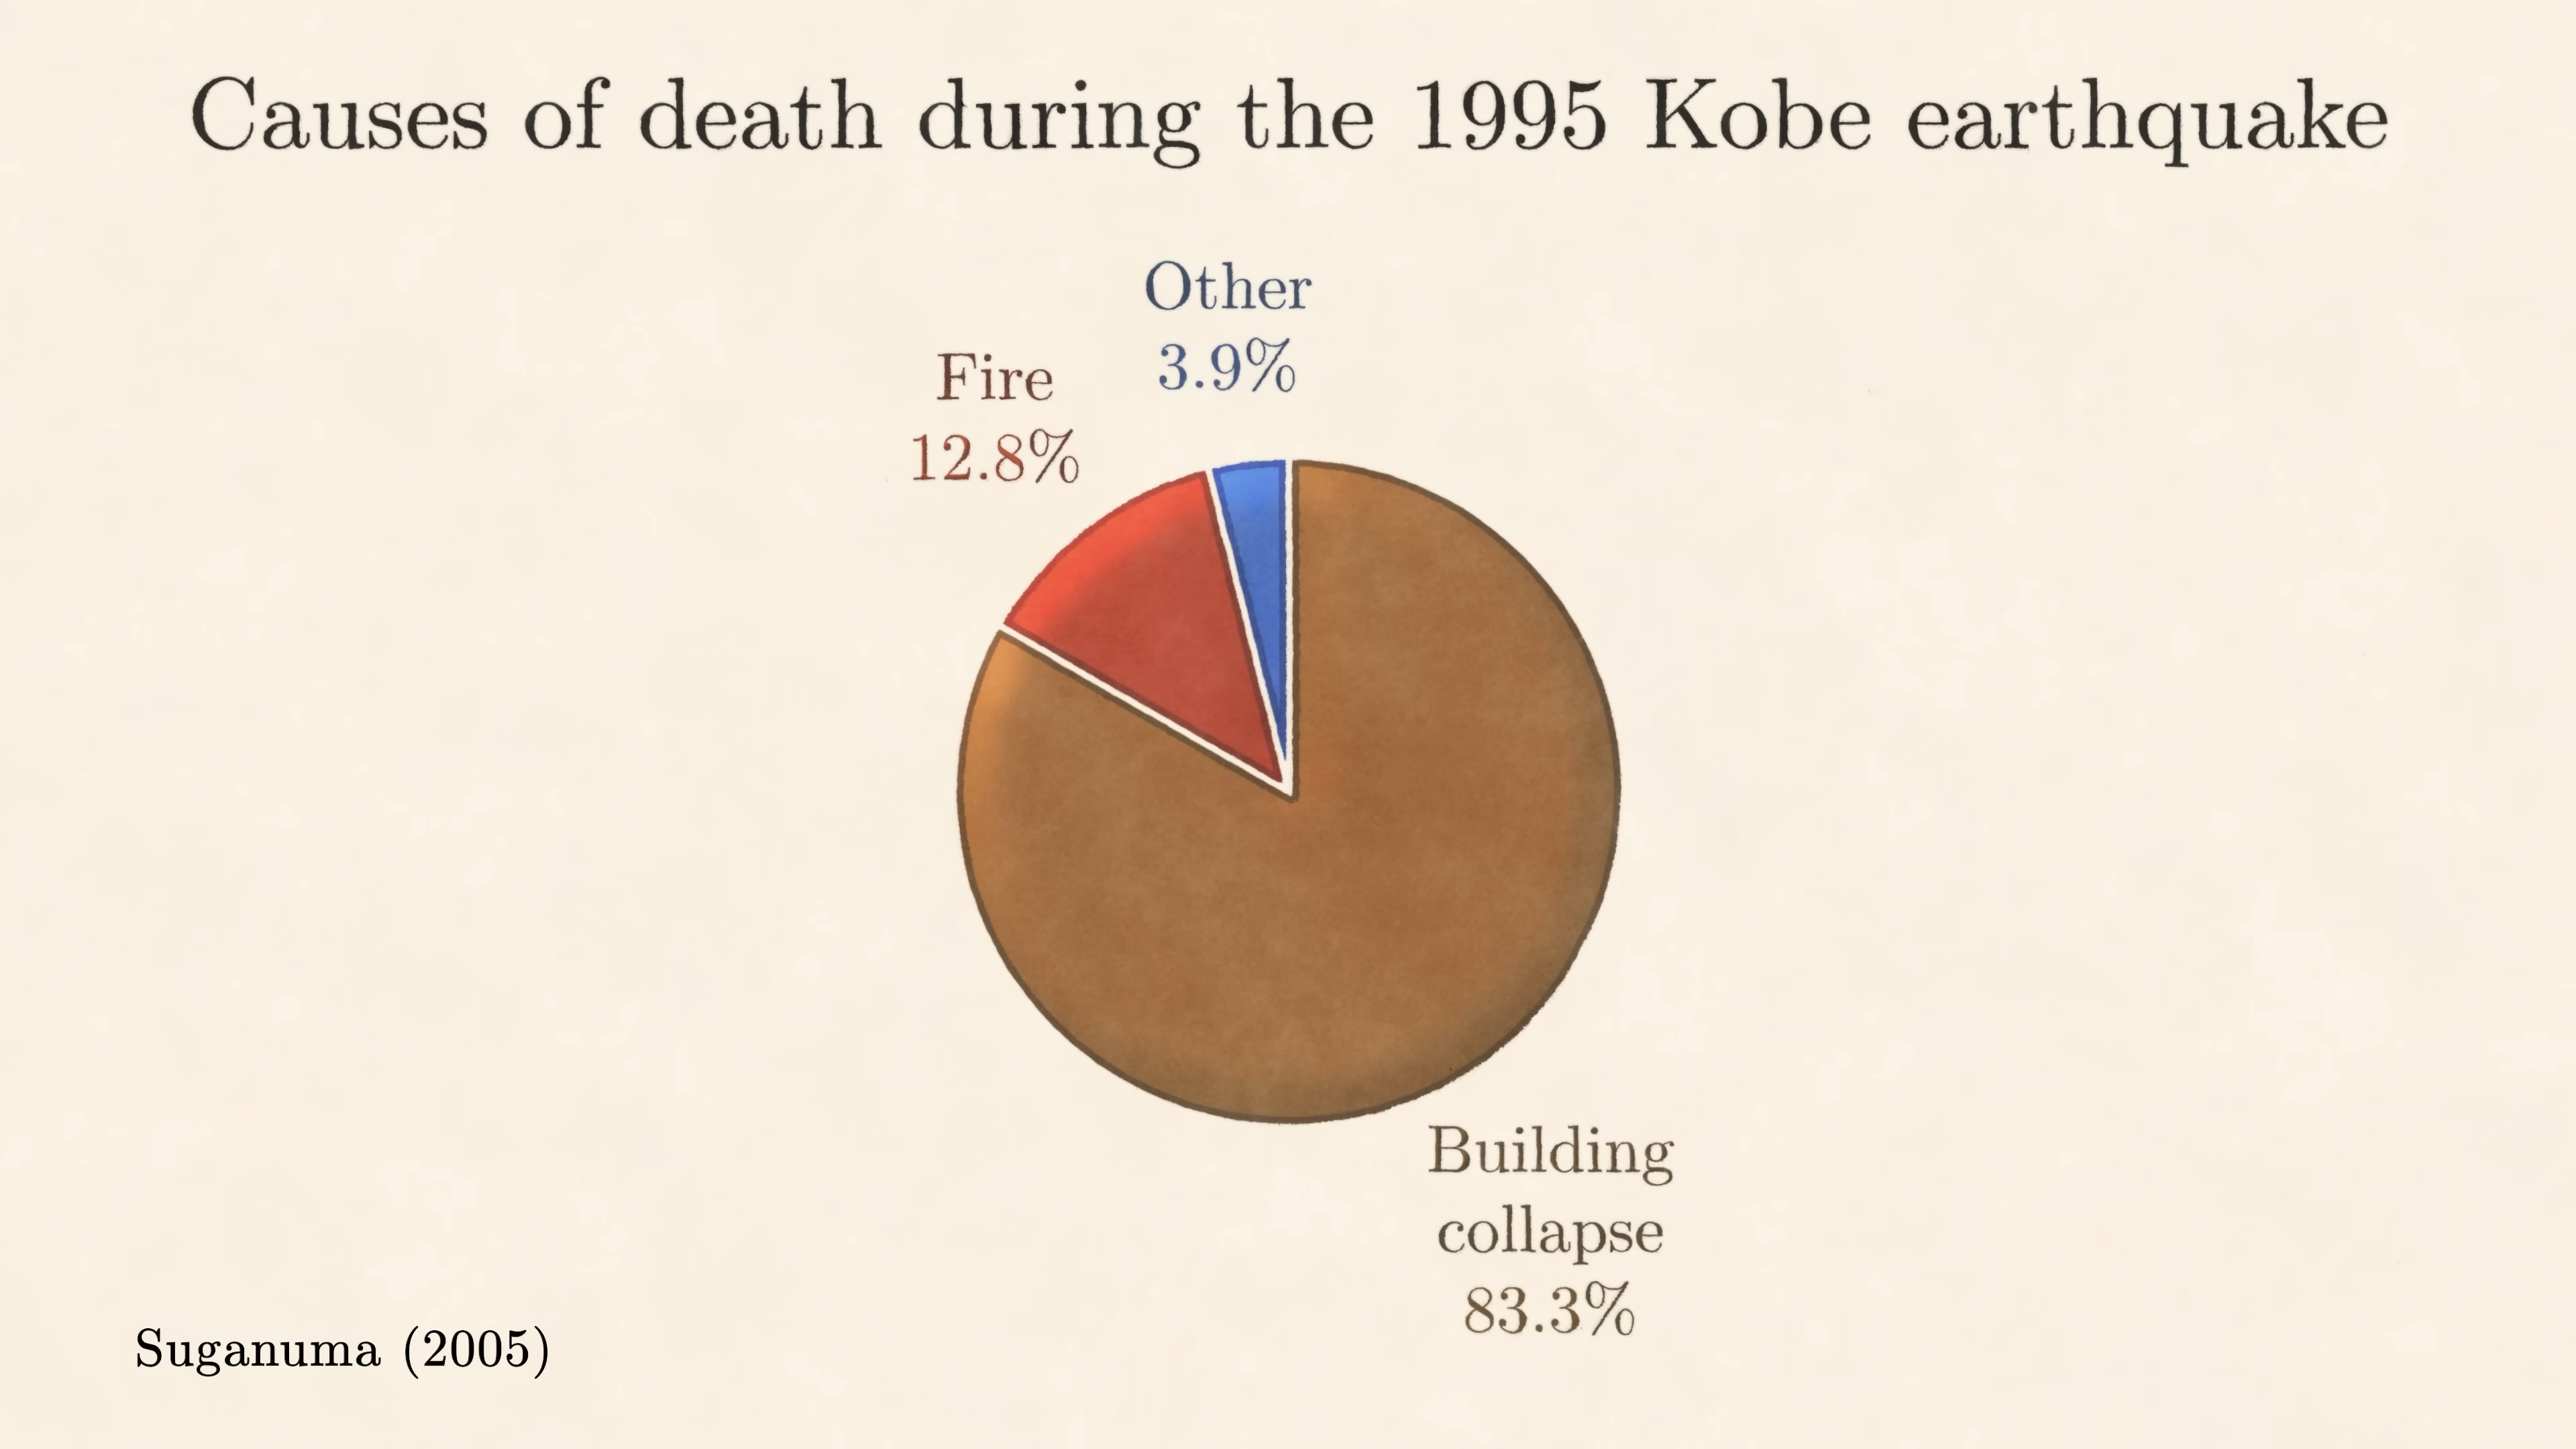 Causes of death during the 1995 Kobe earthquake
Other
3.9%
Fire
12.8%
Building
collapse
83.3%
Suganuma (2005)